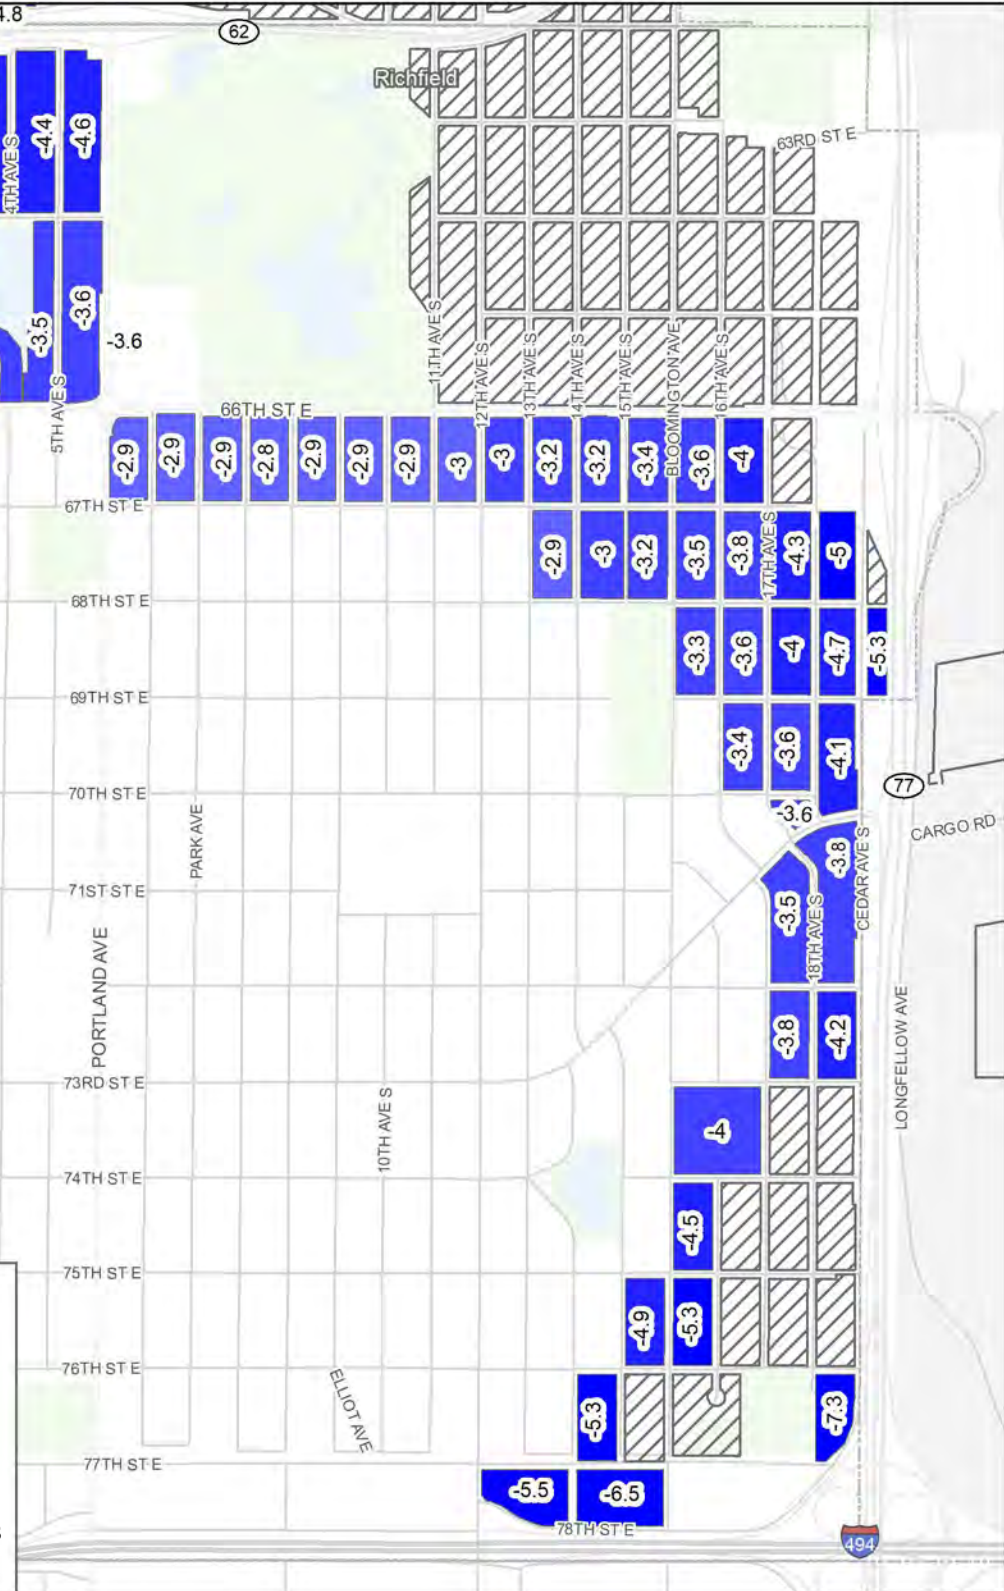 4.8
62
Richfield
-4.4
-4.6
4TH AVE S
63RD ST E
-3.5
-3.6
-3.6
5TH AVE S
11TH AVE S
12TH AVE S
13TH AVE S
14TH AVE S
15TH AVE S
BLOOMINGTON AVE
16TH AVE S
66TH ST E
-2.9
-2.9
-2.9
-2.8
-2.9
-2.9
-2.9
-3
-3
-3.2
-3.2
-3.4
-3.6
-4
67TH ST E
-2.9
-3
-3.2
-3.5
-3.8
17TH AVE S
-4.3
-5
68TH ST E
-3.3
-3.6
-4
-4.7
-5.3
69TH ST E
-3.4
-3.6
-4.1
70TH ST E
77
-3.6
CARGO RD
PARK AVE
-3.8
CEDAR AVE S
71ST ST E
-3.5
18TH AVE S
PORTLAND AVE
LONGFELLOW AVE
-3.8
-4.2
73RD ST E
10TH AVE S
-4
74TH ST E
-4.5
75TH ST E
-4.9
-5.3
76TH ST E
ELLIOT AVE
-5.3
-7.3
77TH ST E
-5.5
-6.5
78TH ST E
494